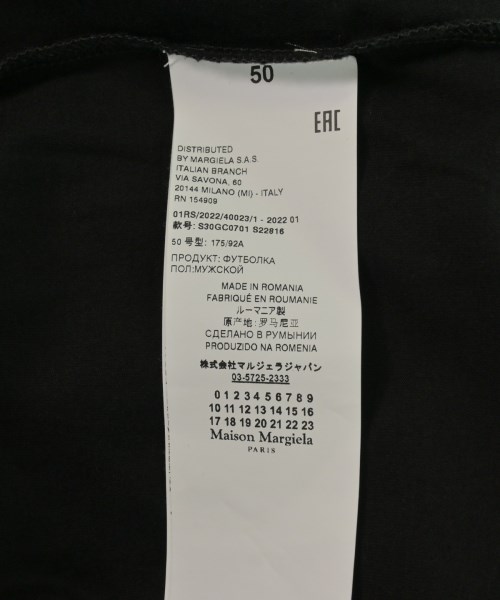 50
EAC
DISTRIBUTED
BY MARGIELA S.A.S.
ITALIAN BRANCH
VIA SAVONA, 60
20144 MILANO (MI) - ITALY
RN 154909
01RS/2022/40023/1 - 2022 01
款号: S30GC0701 S22816
50 号型: 175/92A
ПРОДУКТ: ФУТБОЛКА
ПОЛ:МУЖСКОЙ
MADE IN ROMANIA
FABRIQUÉ EN ROUMANIE
ルーマニア製
原产地: 罗马尼亚
СДЕЛАНО В РУМЫНИИ
PRODUZIDO NA ROMENIA
株式会社マルジェラジャパン
03-5725-2333
0 1 2 3 4 5 6 7 8 9
10 11 12 13 14 15 16
17 18 19 20 21 22 23
Maison Margiela
PARIS